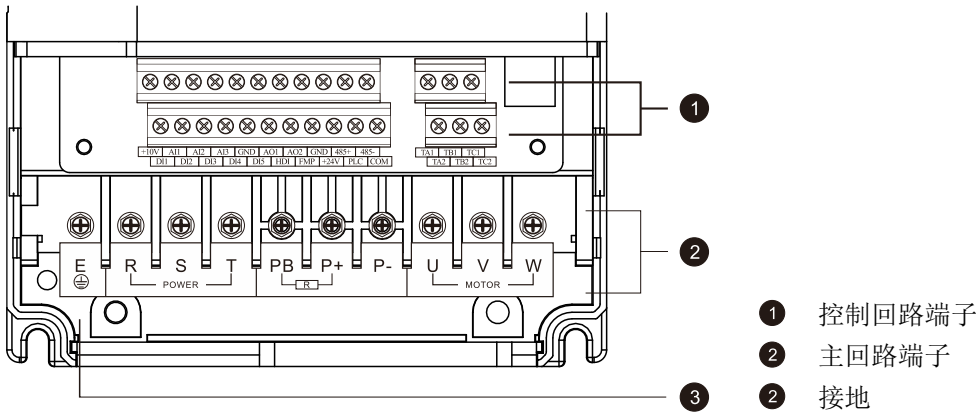 +10V AI1 AI2 AI3 GND AO1 AO2 GND 485+ 485-
DI1 DI2 DI3 DI4 DI5 HDI FMP +24V PLC COM
TA1 TB1 TC1
TA2 TB2 TC2
1
E R S T PB P+ P- U V W
POWER R MOTOR
2
3
1 控制回路端子
2 主回路端子
2 接地